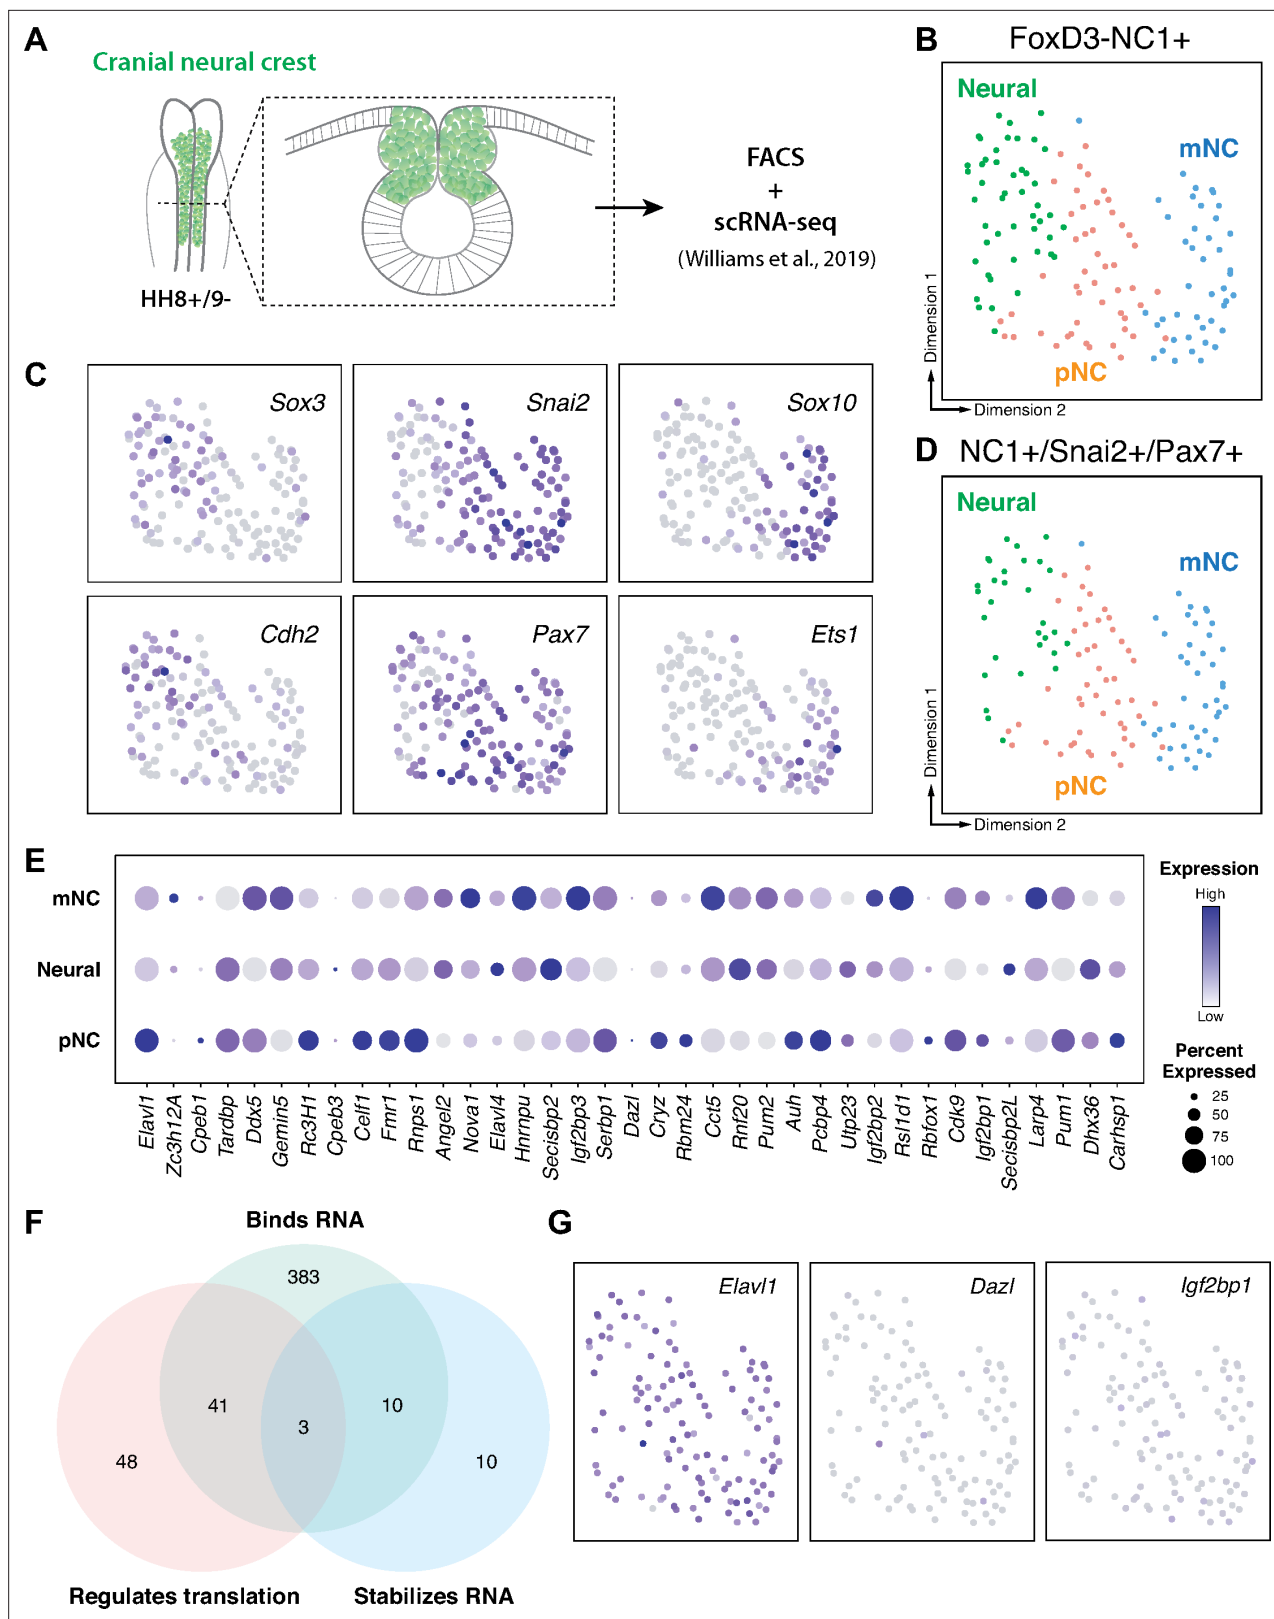 A
Cranial neural crest
HH8+/9-
FACS
+
scRNA-seq
(Williams et al., 2019)
B
FoxD3-NC1+
Neural
mNC
pNC
Dimension 1
Dimension 2
C
Sox3
Snai2
Sox10
Cdh2
Pax7
Ets1
D
NC1+/Snai2+/Pax7+
Neural
mNC
pNC
Dimension 1
Dimension 2
E
mNC
Neural
pNC
Elavl1
Zc3h12A
Cpeb1
Tardbp
Ddx5
Gemin5
Rc3H1
Cpeb3
Celf1
Fmr1
Rnps1
Angel2
Nova1
Elavl4
Hnrnpu
Secisbp2
Igf2bp3
Serbp1
Dazl
Cryz
Rbm24
Cct5
Rnf20
Pum2
Auh
Pcbp4
Utp23
Igf2bp2
Rsl1d1
Rbfox1
Cdk9
Igf2bp1
Secisbp2L
Larp4
Pum1
Dhx36
Carhsp1
Expression
High
Low
Percent
Expressed
25
50
75
100
F
Binds RNA
383
41
10
3
48
10
Regulates translation
Stabilizes RNA
G
Elavl1
Dazl
Igf2bp1